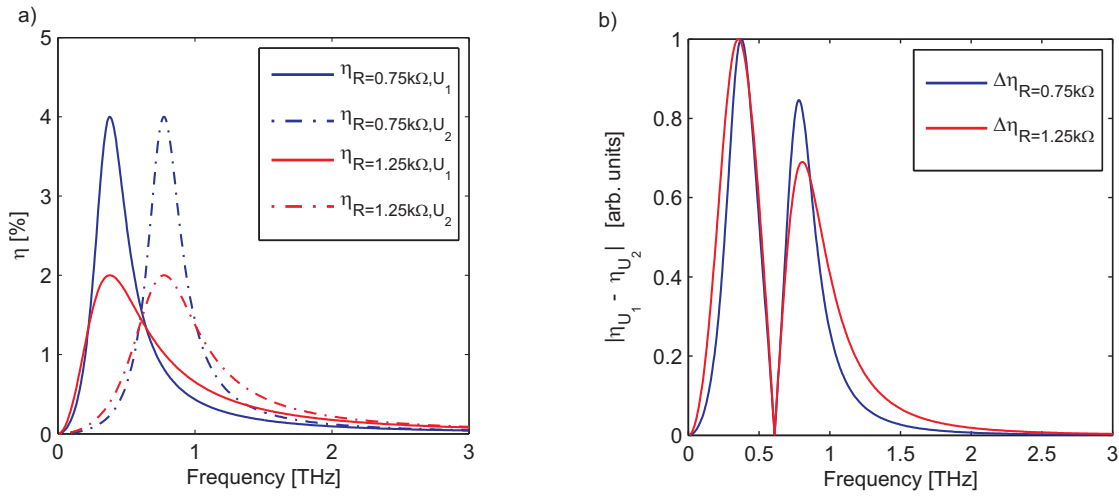 a)
5
4
3
2
1
0
η [%]
0 1 2 3
Frequency [THz]
η_{R=0.75kΩ,U_1}
η_{R=0.75kΩ,U_2}
η_{R=1.25kΩ,U_1}
η_{R=1.25kΩ,U_2}
b)
1
0.8
0.6
0.4
0.2
0
|η_{U_1} - η_{U_2}| [arb. units]
0 0.5 1 1.5 2 2.5 3
Frequency [THz]
Δη_{R=0.75kΩ}
Δη_{R=1.25kΩ}